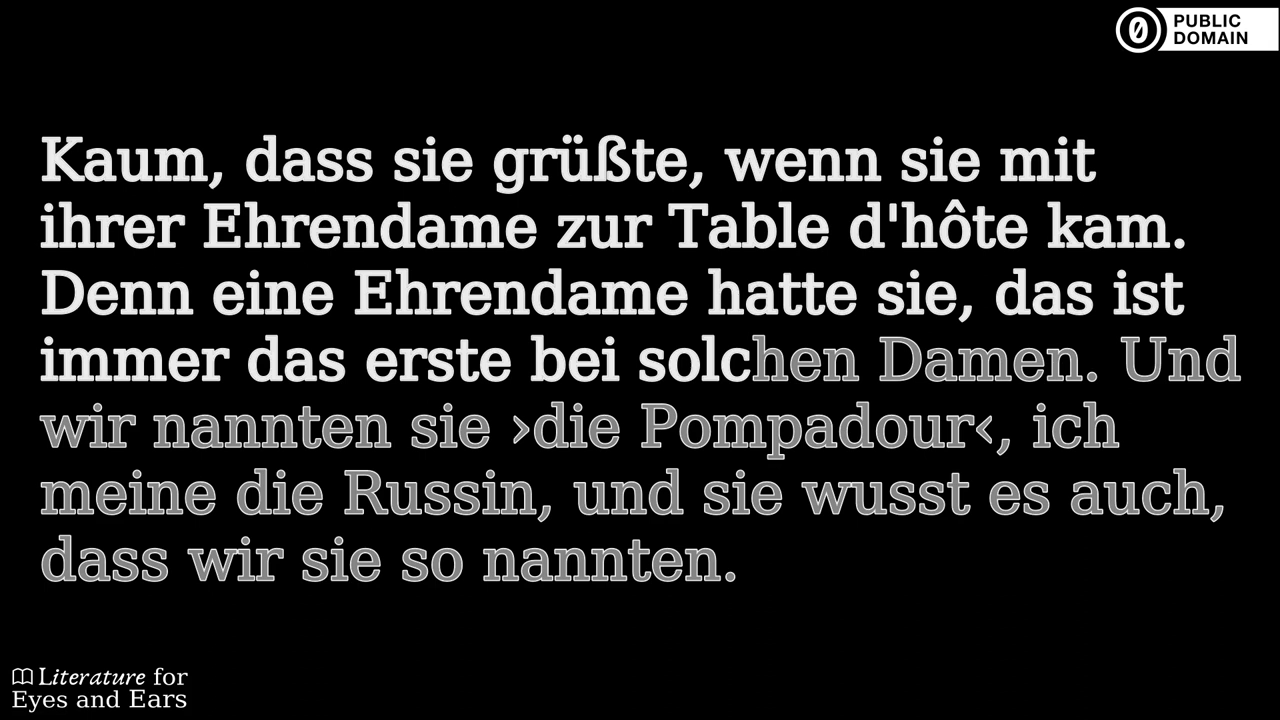 PUBLIC
DOMAIN
Kaum, dass sie grüßte, wenn sie mit
ihrer Ehrendame zur Table d'hôte kam.
Denn eine Ehrendame hatte sie, das ist
immer das erste bei solchen Damen. Und
wir nannten sie ›die Pompadour‹, ich
meine die Russin, und sie wusst es auch,
dass wir sie so nannten.
Literature for
Eyes and Ears